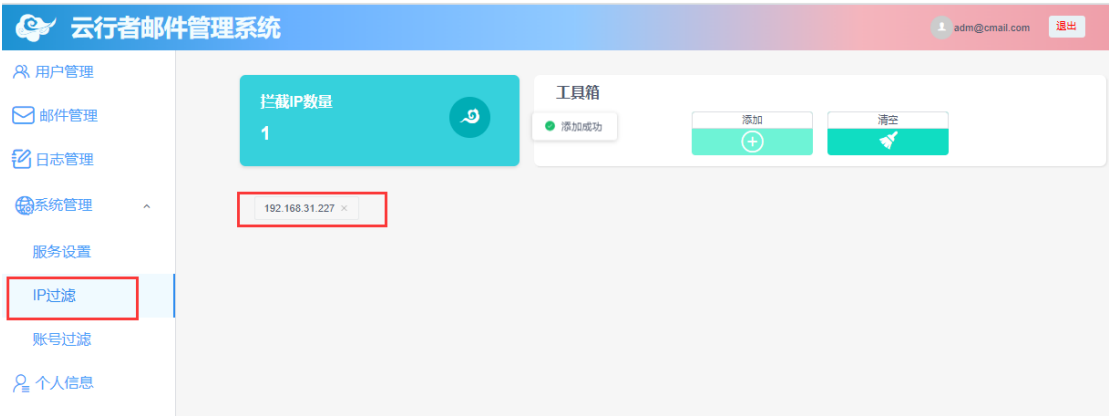 云行者邮件管理系统
adm@cmail.com
退出
用户管理
邮件管理
日志管理
系统管理
服务设置
IP过滤
账号过滤
个人信息
拦截IP数量
1
工具箱
添加成功
添加
清空
192.168.31.227 ×